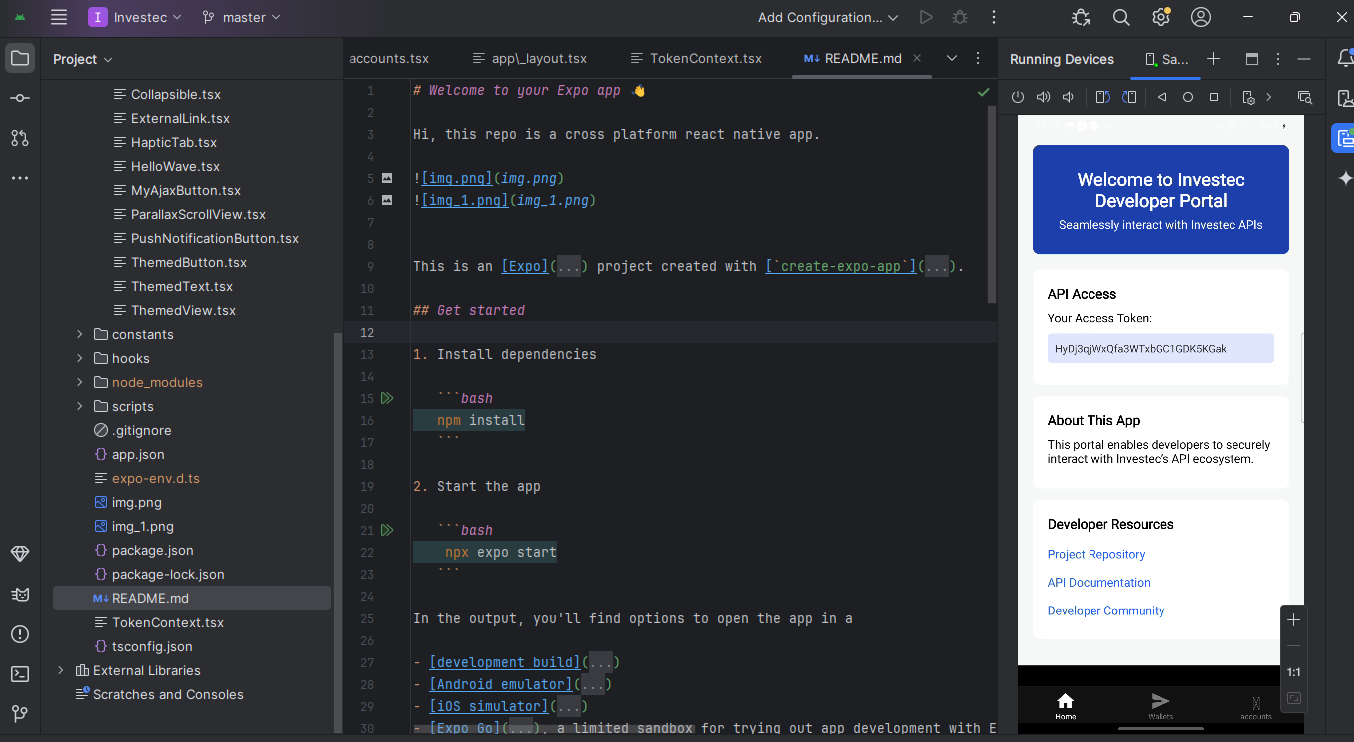 I Investec master Add Configuration...
Project
Collapsible.tsx
ExternalLink.tsx
HapticTab.tsx
HelloWave.tsx
MyAjaxButton.tsx
ParallaxScrollView.tsx
PushNotificationButton.tsx
ThemedButton.tsx
ThemedText.tsx
ThemedView.tsx
constants
hooks
node_modules
scripts
.gitignore
app.json
expo-env.d.ts
img.png
img_1.png
package.json
package-lock.json
M↓ README.md
TokenContext.tsx
tsconfig.json
External Libraries
Scratches and Consoles
accounts.tsx app\_layout.tsx TokenContext.tsx M↓ README.md
1 # Welcome to your Expo app 👋
2
3 Hi, this repo is a cross platform react native app.
4
5 ![img.png](img.png)
6 ![img_1.png](img_1.png)
7
8
9 This is an [Expo](...) project created with [`create-expo-app`](...).
10
11 ## Get started
12
13 1. Install dependencies
14
15 ```bash
16 npm install
17 ```
18
19 2. Start the app
20
21 ```bash
22 npx expo start
23 ```
24
25 In the output, you'll find options to open the app in a
26
27 - [development build](...)
28 - [Android emulator](...)
29 - [iOS simulator](...)
30 - [Expo Go](...), a limited sandbox for trying out app development with E
Running Devices Sa...
Welcome to Investec
Developer Portal
Seamlessly interact with Investec APIs
API Access
Your Access Token:
HyDj3qjWxQfa3WTxbGC1GDK5KGak
About This App
This portal enables developers to securely
interact with Investec's API ecosystem.
Developer Resources
Project Repository
API Documentation
Developer Community
1:1
Home Wallets accounts